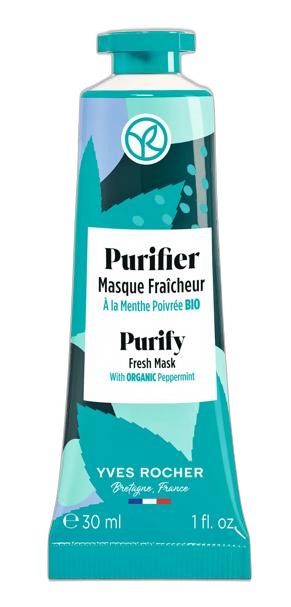 Purifier
Masque Fraîcheur
À la Menthe Poivrée BIO
Purify
Fresh Mask
With ORGANIC Peppermint
YVES ROCHER
Bretagne, France
℮ 30 ml 1 fl. oz